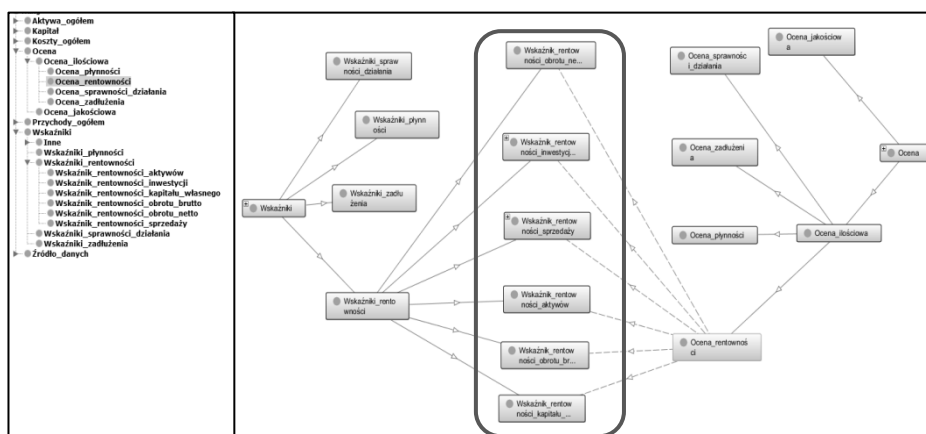 Aktywa_ogółem
Kapitał
Koszty_ogółem
Ocena
Ocena_ilościowa
Ocena_płynności
Ocena_rentowności
Ocena_sprawności_działania
Ocena_zadłużenia
Ocena_jakościowa
Przychody_ogółem
Wskaźniki
Inne
Wskaźniki_płynności
Wskaźniki_rentowności
Wskaźnik_rentowności_aktywów
Wskaźnik_rentowności_inwestycji
Wskaźnik_rentowności_kapitału_własnego
Wskaźnik_rentowności_obrotu_brutto
Wskaźnik_rentowności_obrotu_netto
Wskaźnik_rentowności_sprzedaży
Wskaźniki_sprawności_działania
Wskaźniki_zadłużenia
Źródło_danych
Wskaźniki_spraw
ności_działania
Wskaźniki_płynn
ości
Wskaźniki
Wskaźniki_zadłu
żenia
Wskaźniki_rento
wności
Wskaźnik_rentow
ności_obrotu_ne...
Wskaźnik_rentow
ności_inwestycj...
Wskaźnik_rentow
ności_sprzedaży
Wskaźnik_rentow
ności_aktywów
Wskaźnik_rentow
ności_obrotu_br...
Wskaźnik_rentow
ności_kapitału_...
Ocena_sprawnoś
ci_działania
Ocena_jakościow
a
Ocena_zadłużeni
a
Ocena
Ocena_płynności
Ocena_ilościowa
Ocena_rentownoś
ci